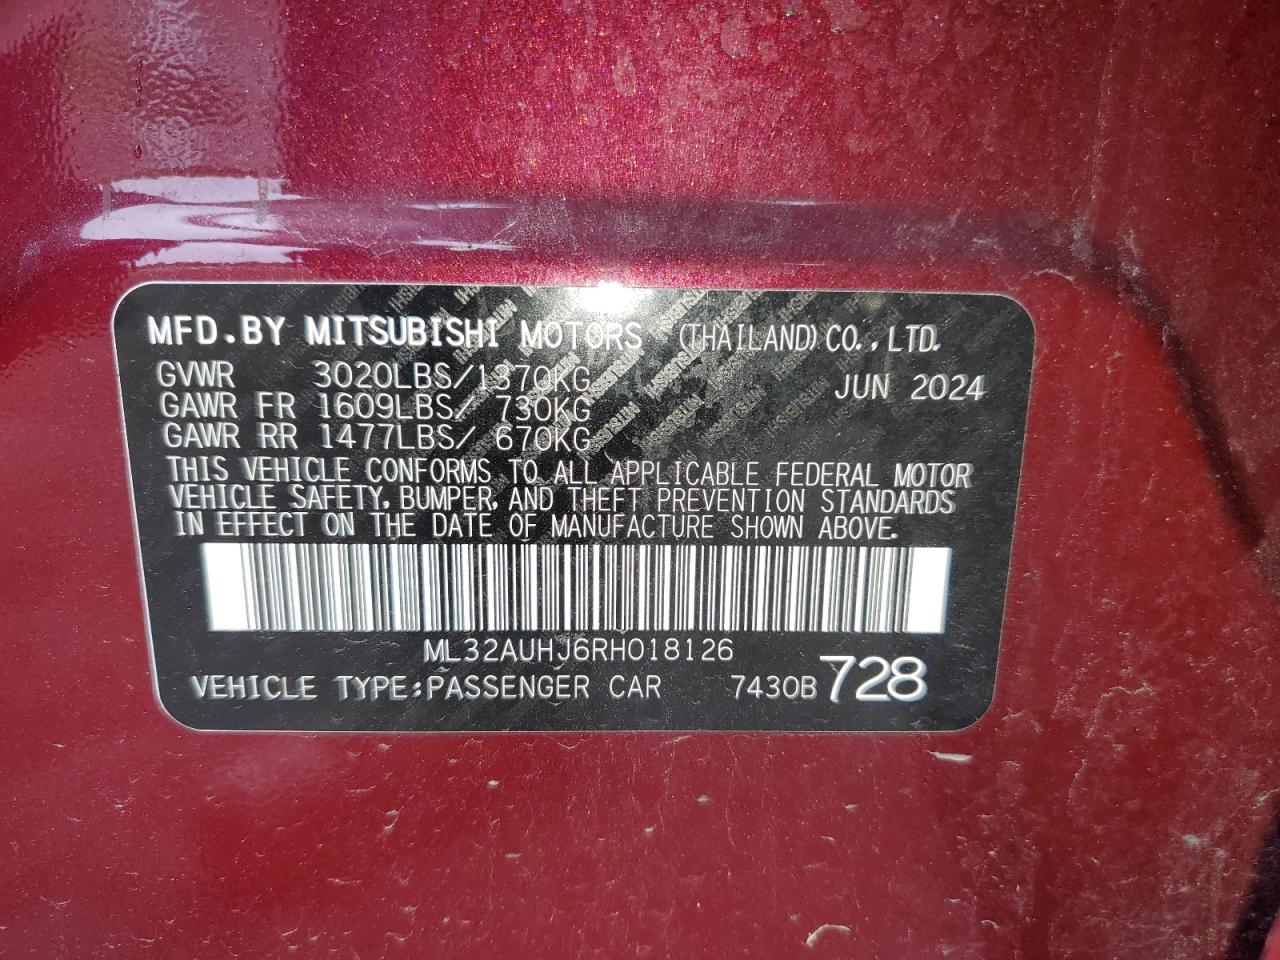 MFD.BY MITSUBISHI MOTORS (THAILAND) CO., LTD.
GVWR 3020LBS/1370KG JUN 2024
GAWR FR 1609LBS/ 730KG
GAWR RR 1477LBS/ 670KG
THIS VEHICLE CONFORMS TO ALL APPLICABLE FEDERAL MOTOR
VEHICLE SAFETY, BUMPER, AND THEFT PREVENTION STANDARDS
IN EFFECT ON THE DATE OF MANUFACTURE SHOWN ABOVE.
ML32AUHJ6RH018126
VEHICLE TYPE:PASSENGER CAR 7430B 728